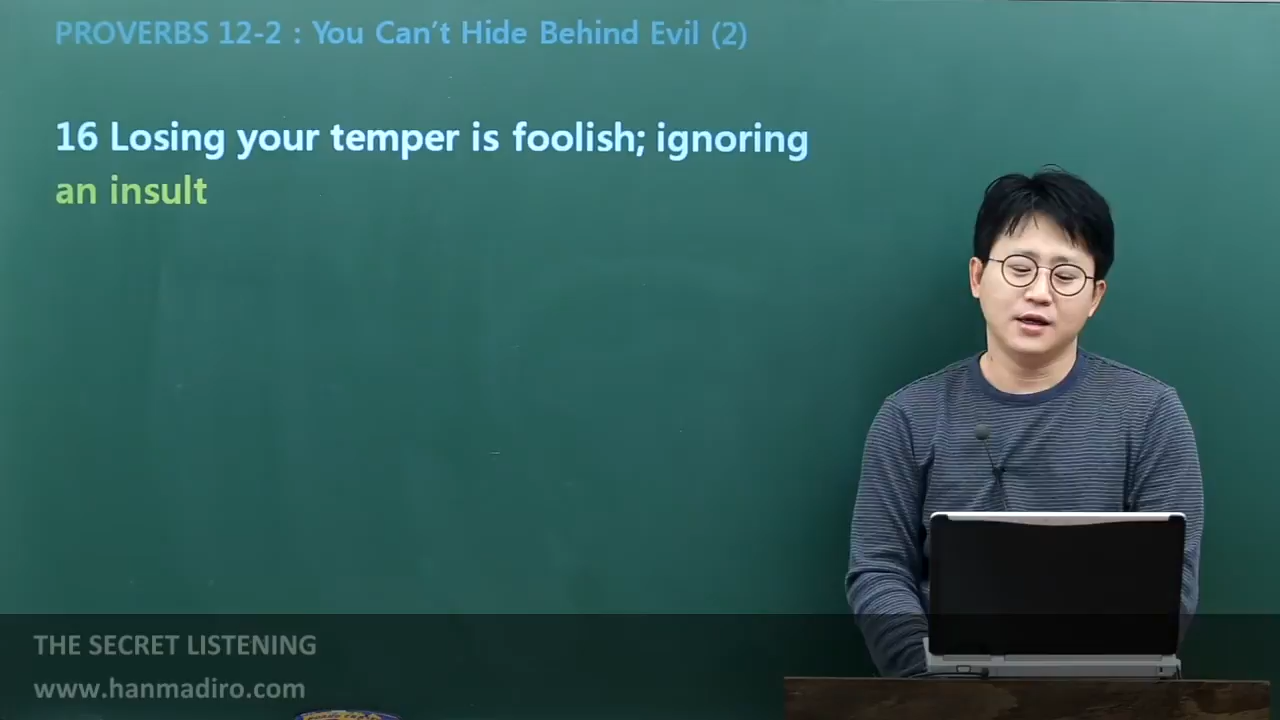 PROVERBS 12-2 : You Can't Hide Behind Evil (2)
16 Losing your temper is foolish; ignoring
an insult
THE SECRET LISTENING
www.hanmadiro.com